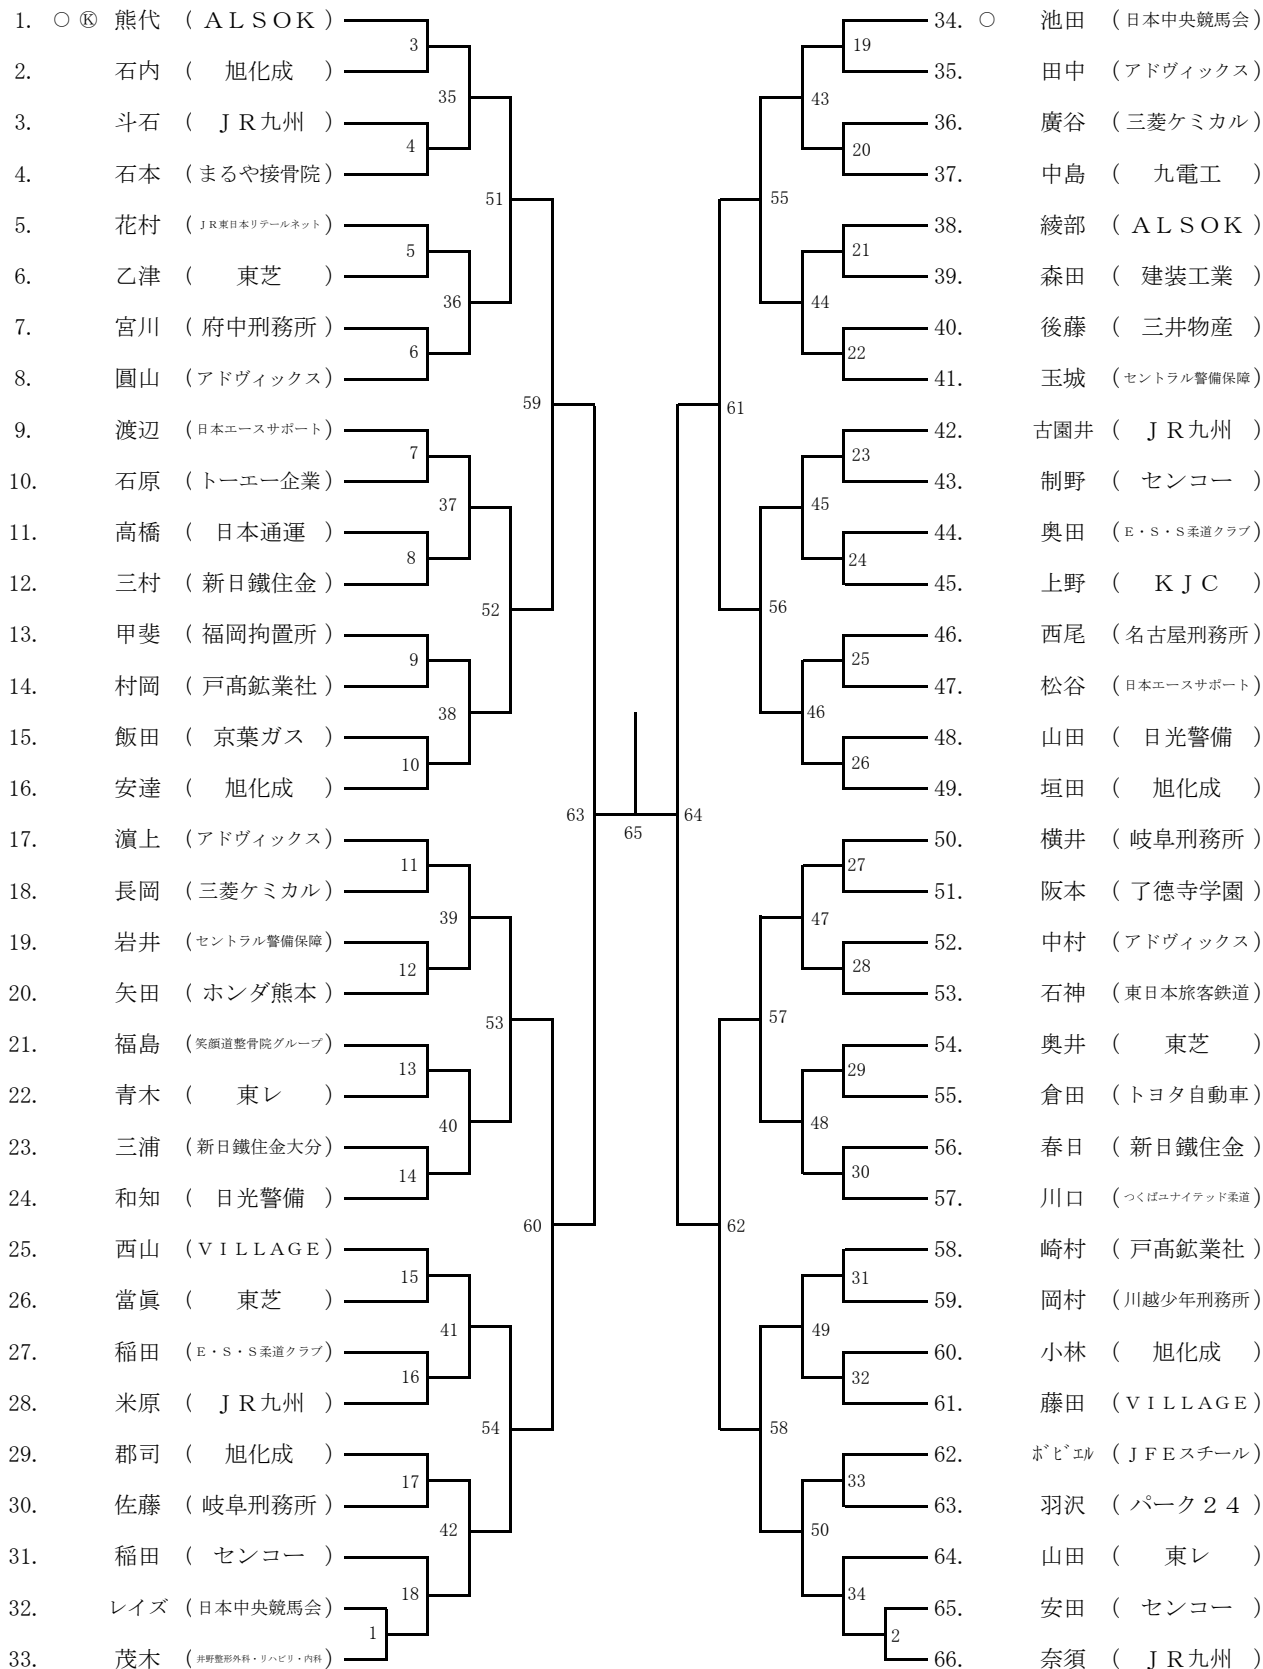 1. ○ Ⓚ 熊代 （ＡＬＳＯＫ）
3
2. 石内 （旭化成）
35
3. 斗石 （ＪＲ九州）
4
4. 石本 （まるや接骨院）
51
5. 花村 （ＪＲ東日本リテールネット）
5
6. 乙津 （東芝）
36
7. 宮川 （府中刑務所）
6
8. 圓山 （アドヴィックス）
59
9. 渡辺 （日本エースサポート）
7
10. 石原 （トーエー企業）
37
11. 高橋 （日本通運）
8
12. 三村 （新日鐵住金）
52
13. 甲斐 （福岡拘置所）
9
14. 村岡 （戸髙鉱業社）
38
15. 飯田 （京葉ガス）
10
16. 安達 （旭化成）
63
17. 濵上 （アドヴィックス）
11
18. 長岡 （三菱ケミカル）
39
19. 岩井 （セントラル警備保障）
12
20. 矢田 （ホンダ熊本）
53
21. 福島 （笑顔道整骨院グループ）
13
22. 青木 （東レ）
40
23. 三浦 （新日鐵住金大分）
14
24. 和知 （日光警備）
60
25. 西山 （ＶＩＬＬＡＧＥ）
15
26. 當眞 （東芝）
41
27. 稲田 （Ｅ・Ｓ・Ｓ柔道クラブ）
16
28. 米原 （ＪＲ九州）
54
29. 郡司 （旭化成）
17
30. 佐藤 （岐阜刑務所）
42
31. 稲田 （センコー）
18
32. レイズ （日本中央競馬会）
1
33. 茂木 （井野整形外科・リハビリ・内科）
65
34. ○ 池田 （日本中央競馬会）
19
35. 田中 （アドヴィックス）
43
36. 廣谷 （三菱ケミカル）
20
37. 中島 （九電工）
55
38. 綾部 （ＡＬＳＯＫ）
21
39. 森田 （建装工業）
44
40. 後藤 （三井物産）
22
41. 玉城 （セントラル警備保障）
61
42. 古園井 （ＪＲ九州）
23
43. 制野 （センコー）
45
44. 奥田 （Ｅ・Ｓ・Ｓ柔道クラブ）
24
45. 上野 （ＫＪＣ）
56
46. 西尾 （名古屋刑務所）
25
47. 松谷 （日本エースサポート）
46
48. 山田 （日光警備）
26
49. 垣田 （旭化成）
64
50. 横井 （岐阜刑務所）
27
51. 阪本 （了德寺学園）
47
52. 中村 （アドヴィックス）
28
53. 石神 （東日本旅客鉄道）
57
54. 奥井 （東芝）
29
55. 倉田 （トヨタ自動車）
48
56. 春日 （新日鐵住金）
30
57. 川口 （つくばユナイテッド柔道）
62
58. 崎村 （戸髙鉱業社）
31
59. 岡村 （川越少年刑務所）
49
60. 小林 （旭化成）
32
61. 藤田 （ＶＩＬＬＡＧＥ）
58
62. ボビエル （ＪＦＥスチール）
33
63. 羽沢 （パーク２４）
50
64. 山田 （東レ）
34
65. 安田 （センコー）
2
66. 奈須 （ＪＲ九州）